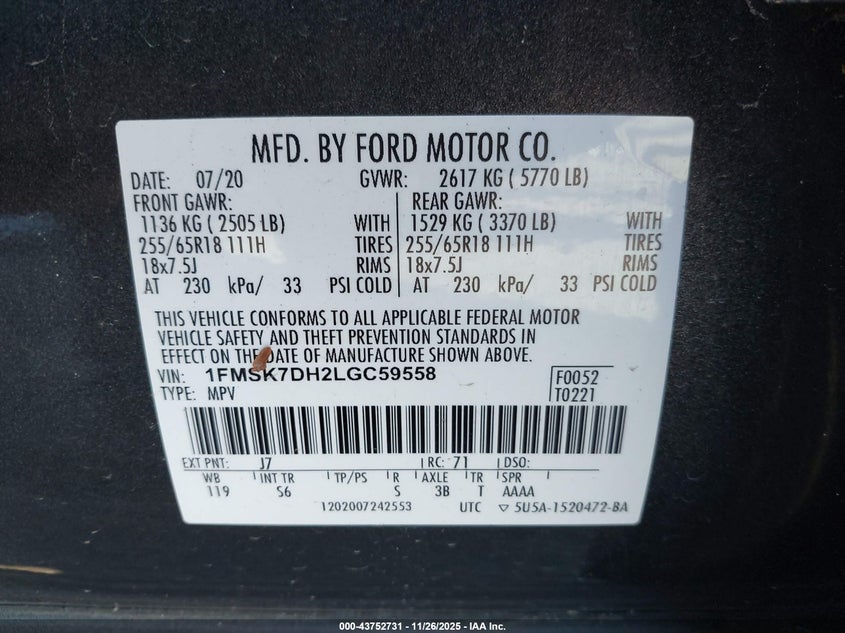 MFD. BY FORD MOTOR CO.
DATE: 07/20 GVWR: 2617 KG ( 5770 LB)
FRONT GAWR: REAR GAWR:
1136 KG ( 2505 LB) WITH 1529 KG ( 3370 LB) WITH
255/65R18 111H TIRES 255/65R18 111H TIRES
18x7.5J RIMS 18x7.5J RIMS
AT 230 kPa/ 33 PSI COLD AT 230 kPa/ 33 PSI COLD
THIS VEHICLE CONFORMS TO ALL APPLICABLE FEDERAL MOTOR
VEHICLE SAFETY AND THEFT PREVENTION STANDARDS IN
EFFECT ON THE DATE OF MANUFACTURE SHOWN ABOVE.
VIN: 1FMSK7DH2LGC59558 F0052
TYPE: MPV T0221
EXT PNT: J7 RC: 71 DSO:
WB INT TR TP/PS R AXLE TR SPR
119 S6 S 3B T AAAA
1202007242553 UTC ▽ 5U5A-1520472-BA
000-43752731 - 11/26/2025 - IAA Inc.